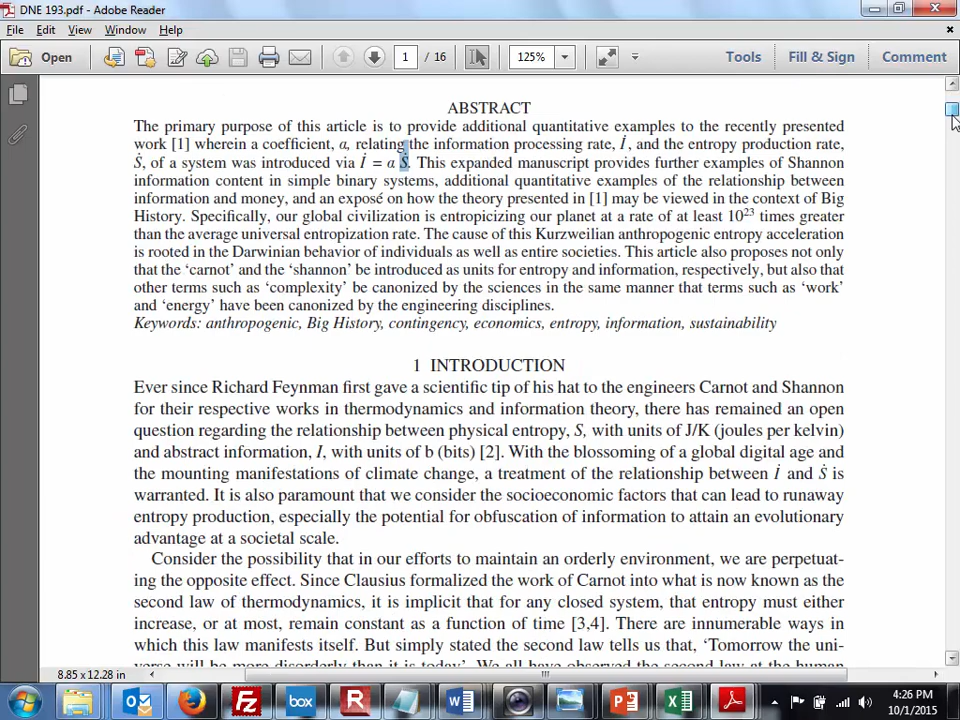 DNE 193.pdf - Adobe Reader
File Edit View Window Help
Open
1 / 16
125%
Tools Fill & Sign Comment
ABSTRACT
The primary purpose of this article is to provide additional quantitative examples to the recently presented
work [1] wherein a coefficient, α, relating the information processing rate, İ, and the entropy production rate,
Ṡ, of a system was introduced via İ = α Ṡ. This expanded manuscript provides further examples of Shannon
information content in simple binary systems, additional quantitative examples of the relationship between
information and money, and an exposé on how the theory presented in [1] may be viewed in the context of Big
History. Specifically, our global civilization is entropicizing our planet at a rate of at least 10²³ times greater
than the average universal entropization rate. The cause of this Kurzweilian anthropogenic entropy acceleration
is rooted in the Darwinian behavior of individuals as well as entire societies. This article also proposes not only
that the ‘carnot’ and the ‘shannon’ be introduced as units for entropy and information, respectively, but also that
other terms such as ‘complexity’ be canonized by the sciences in the same manner that terms such as ‘work’
and ‘energy’ have been canonized by the engineering disciplines.
Keywords: anthropogenic, Big History, contingency, economics, entropy, information, sustainability
1 INTRODUCTION
Ever since Richard Feynman first gave a scientific tip of his hat to the engineers Carnot and Shannon
for their respective works in thermodynamics and information theory, there has remained an open
question regarding the relationship between physical entropy, S, with units of J/K (joules per kelvin)
and abstract information, I, with units of b (bits) [2]. With the blossoming of a global digital age and
the mounting manifestations of climate change, a treatment of the relationship between İ and Ṡ is
warranted. It is also paramount that we consider the socioeconomic factors that can lead to runaway
entropy production, especially the potential for obfuscation of information to attain an evolutionary
advantage at a societal scale.
Consider the possibility that in our efforts to maintain an orderly environment, we are perpetuat-
ing the opposite effect. Since Clausius formalized the work of Carnot into what is now known as the
second law of thermodynamics, it is implicit that for any closed system, that entropy must either
increase, or at most, remain constant as a function of time [3,4]. There are innumerable ways in
which this law manifests itself. But simply stated the second law tells us that, ‘Tomorrow the uni-
verse will be more disorderly than it is today’. We all have observed the second law at the human
8.85 x 12.28 in
box
4:26 PM
10/1/2015